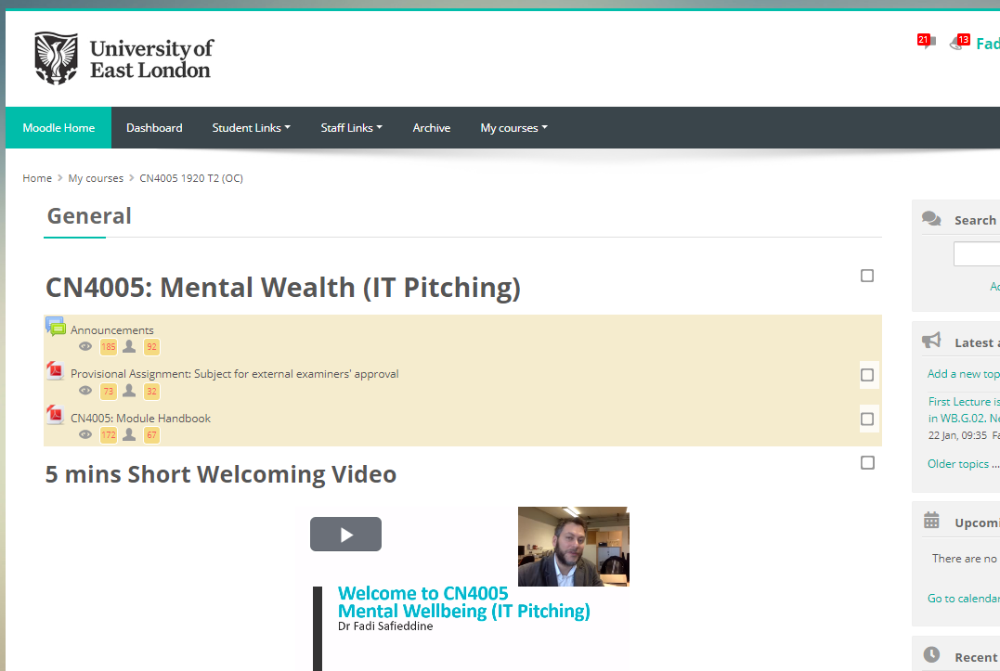 University of
East London
21
13
Fad
Moodle Home
Dashboard
Student Links
Staff Links
Archive
My courses
Home > My courses > CN4005 1920 T2 (OC)
General
CN4005: Mental Wealth (IT Pitching)
Announcements
185 92
Provisional Assignment: Subject for external examiners' approval
73 32
CN4005: Module Handbook
172 67
5 mins Short Welcoming Video
Welcome to CN4005
Mental Wellbeing (IT Pitching)
Dr Fadi Safieddine
Search
Ad
Latest a
Add a new top
First Lecture is
in WB.G.02. Ne
22 Jan, 09:35 Fa
Older topics ...
Upcomi
There are no
Go to calendar
Recent